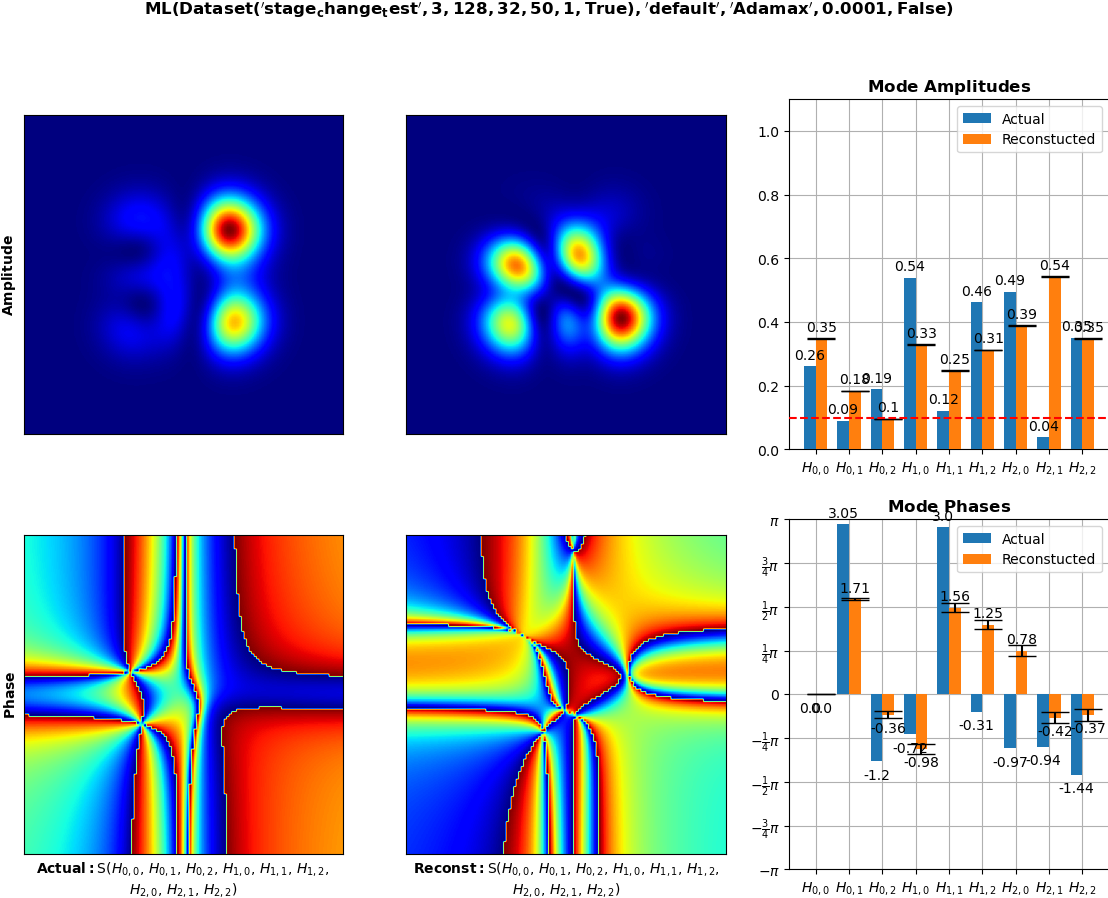 ML(Dataset('stage_change_test', 3, 128, 32, 50, 1, True), 'default', 'Adamax', 0.0001, False)
Amplitude
Mode Amplitudes
Actual
Reconstucted
1.0
0.8
0.6
0.4
0.2
0.0
0.26
0.09
0.19
0.54
0.12
0.46
0.49
0.04
0.35
0.35
0.18
0.1
0.33
0.25
0.31
0.39
0.54
0.35
H0,0 H0,1 H0,2 H1,0 H1,1 H1,2 H2,0 H2,1 H2,2
Phase
Mode Phases
Actual
Reconstucted
π
3/4π
1/2π
1/4π
0
−1/4π
−1/2π
−3/4π
−π
0.0
3.05
-1.2
3.0
-0.31
-0.97
-0.94
-1.44
0.0
1.71
-0.36
-0.98
1.56
1.25
0.78
-0.42
-0.37
H0,0 H0,1 H0,2 H1,0 H1,1 H1,2 H2,0 H2,1 H2,2
Actual: S(H0,0, H0,1, H0,2, H1,0, H1,1, H1,2,
H2,0, H2,1, H2,2)
Reconst: S(H0,0, H0,1, H0,2, H1,0, H1,1, H1,2,
H2,0, H2,1, H2,2)